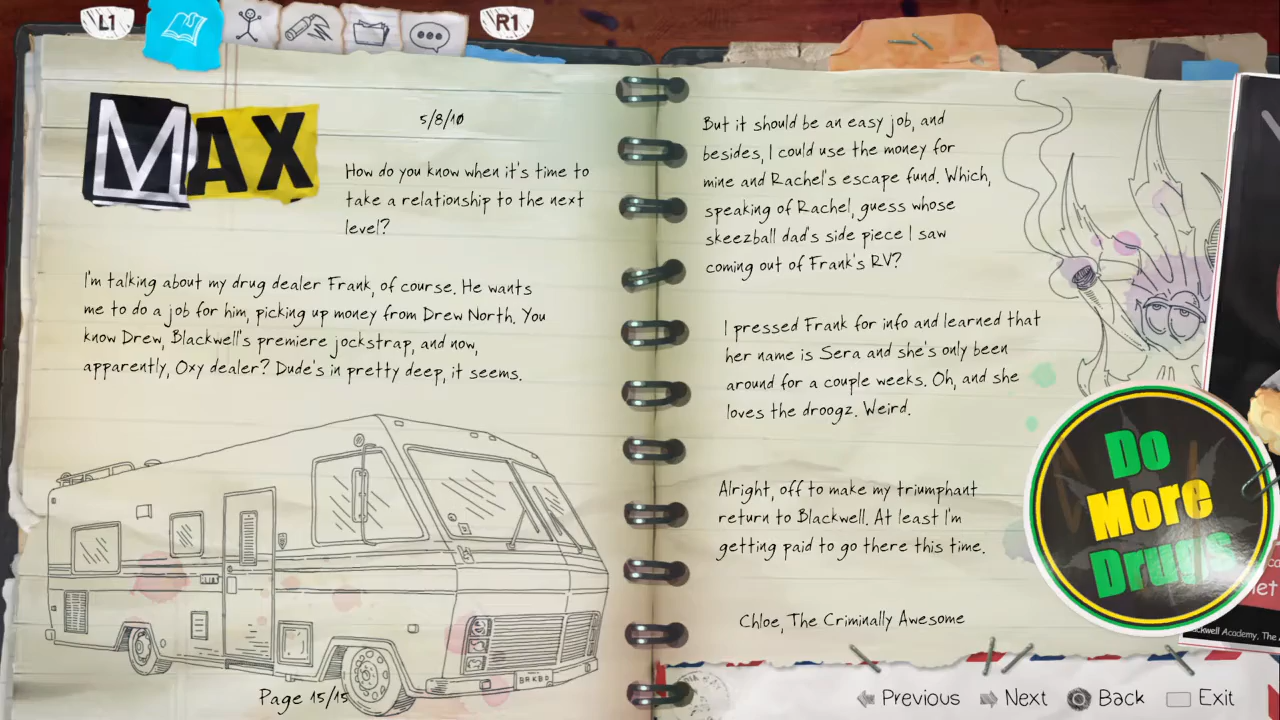 L1
R1
MAX
5/8/10
How do you know when it's time to
take a relationship to the next
level?
I'm talking about my drug dealer Frank, of course. He wants
me to do a job for him, picking up money from Drew North. You
know Drew, Blackwell's premiere jockstrap, and now,
apparently, Oxy dealer? Dude's in pretty deep, it seems.
BRKBD
Page 15/15
But it should be an easy job, and
besides, I could use the money for
mine and Rachel's escape fund. Which,
speaking of Rachel, guess whose
skeezball dad's side piece I saw
coming out of Frank's RV?
I pressed Frank for info and learned that
her name is Sera and she's only been
around for a couple weeks. Oh, and she
loves the droogz. Weird.
Alright, off to make my triumphant
return to Blackwell. At least I'm
getting paid to go there this time.
Chloe, The Criminally Awesome
Do
More
Drugs
Academy, The
Previous
Next
Back
Exit